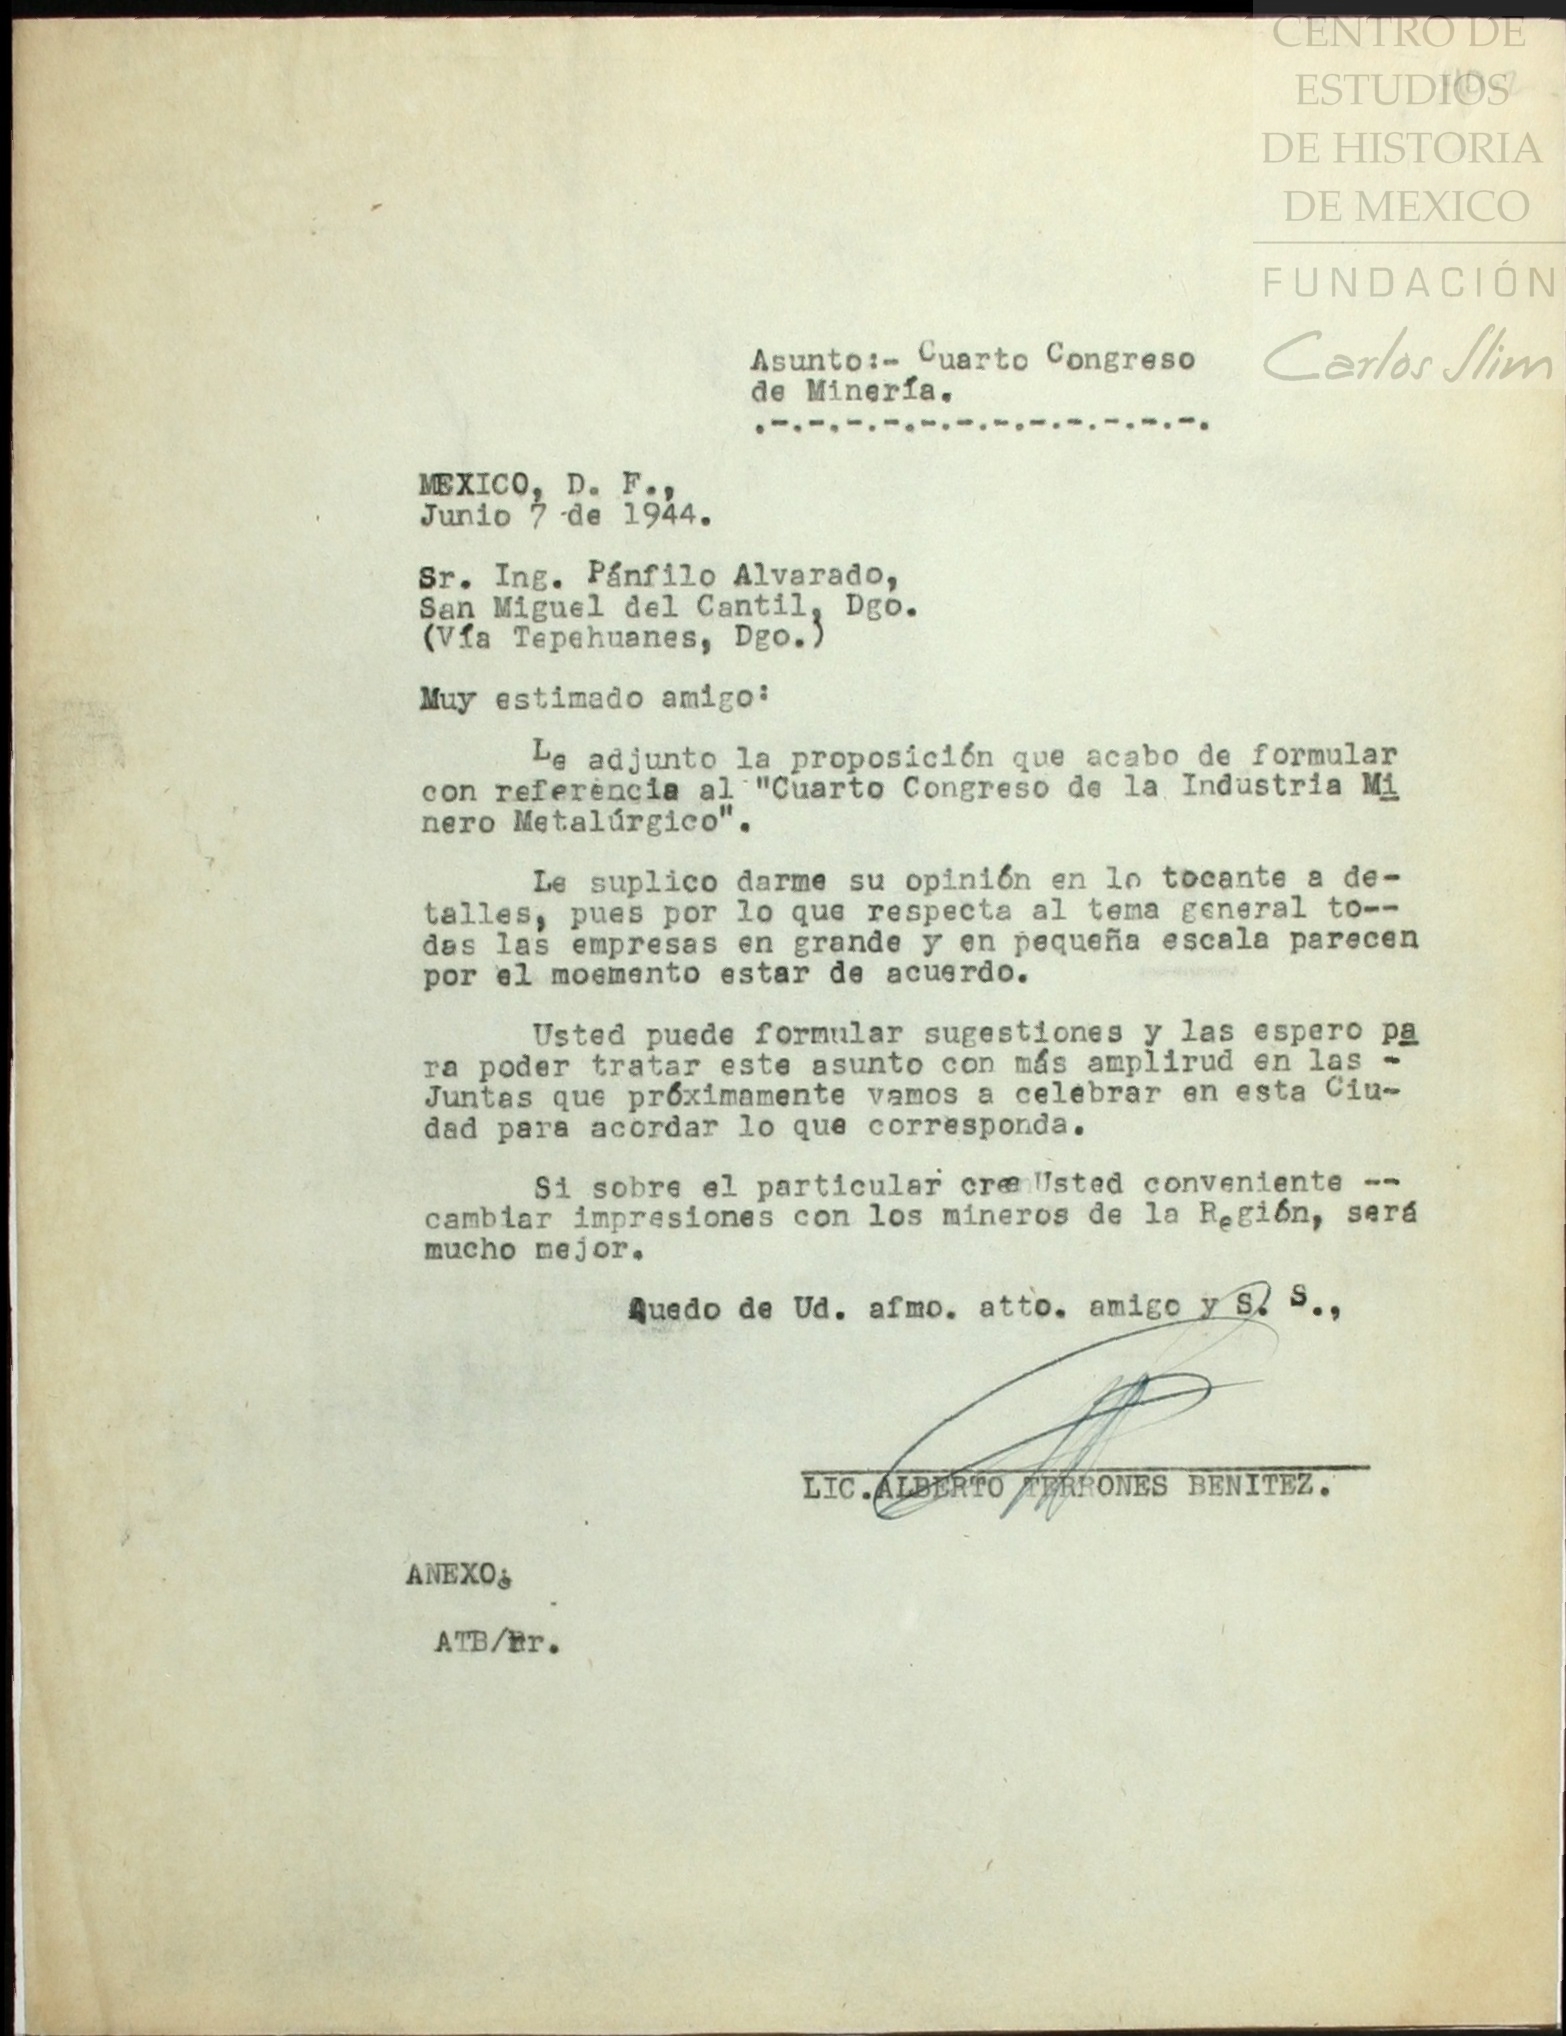 CENTRO DE
ESTUDIOS
DE HISTORIA
DE MEXICO
FUNDACIÓN
Carlos Slim
Asunto:- Cuarto Congreso
de Minería.
.-.-.-.-.-.-.-.-.-.-.-.-.
MEXICO, D. F.,
Junio 7 de 1944.
Sr. Ing. Pánfilo Alvarado,
San Miguel del Cantil, Dgo.
(Vía Tepehuanes, Dgo.)
Muy estimado amigo:
Le adjunto la proposición que acabo de formular
con referencia al "Cuarto Congreso de la Industria Mi
nero Metalúrgico".
Le suplico darme su opinión en lo tocante a de-
talles, pues por lo que respecta al tema general to--
das las empresas en grande y en pequeña escala parecen
por el moemento estar de acuerdo.
Usted puede formular sugestiones y las espero pa
ra poder tratar este asunto con más amplirud en las -
Juntas que próximamente vamos a celebrar en esta Ciu-
dad para acordar lo que corresponda.
Si sobre el particular cree Usted conveniente --
cambiar impresiones con los mineros de la Región, será
mucho mejor.
Quedo de Ud. afmo. atto. amigo y S. S.,
LIC.ALBERTO TERRONES BENITEZ.
ANEXO.
ATB/